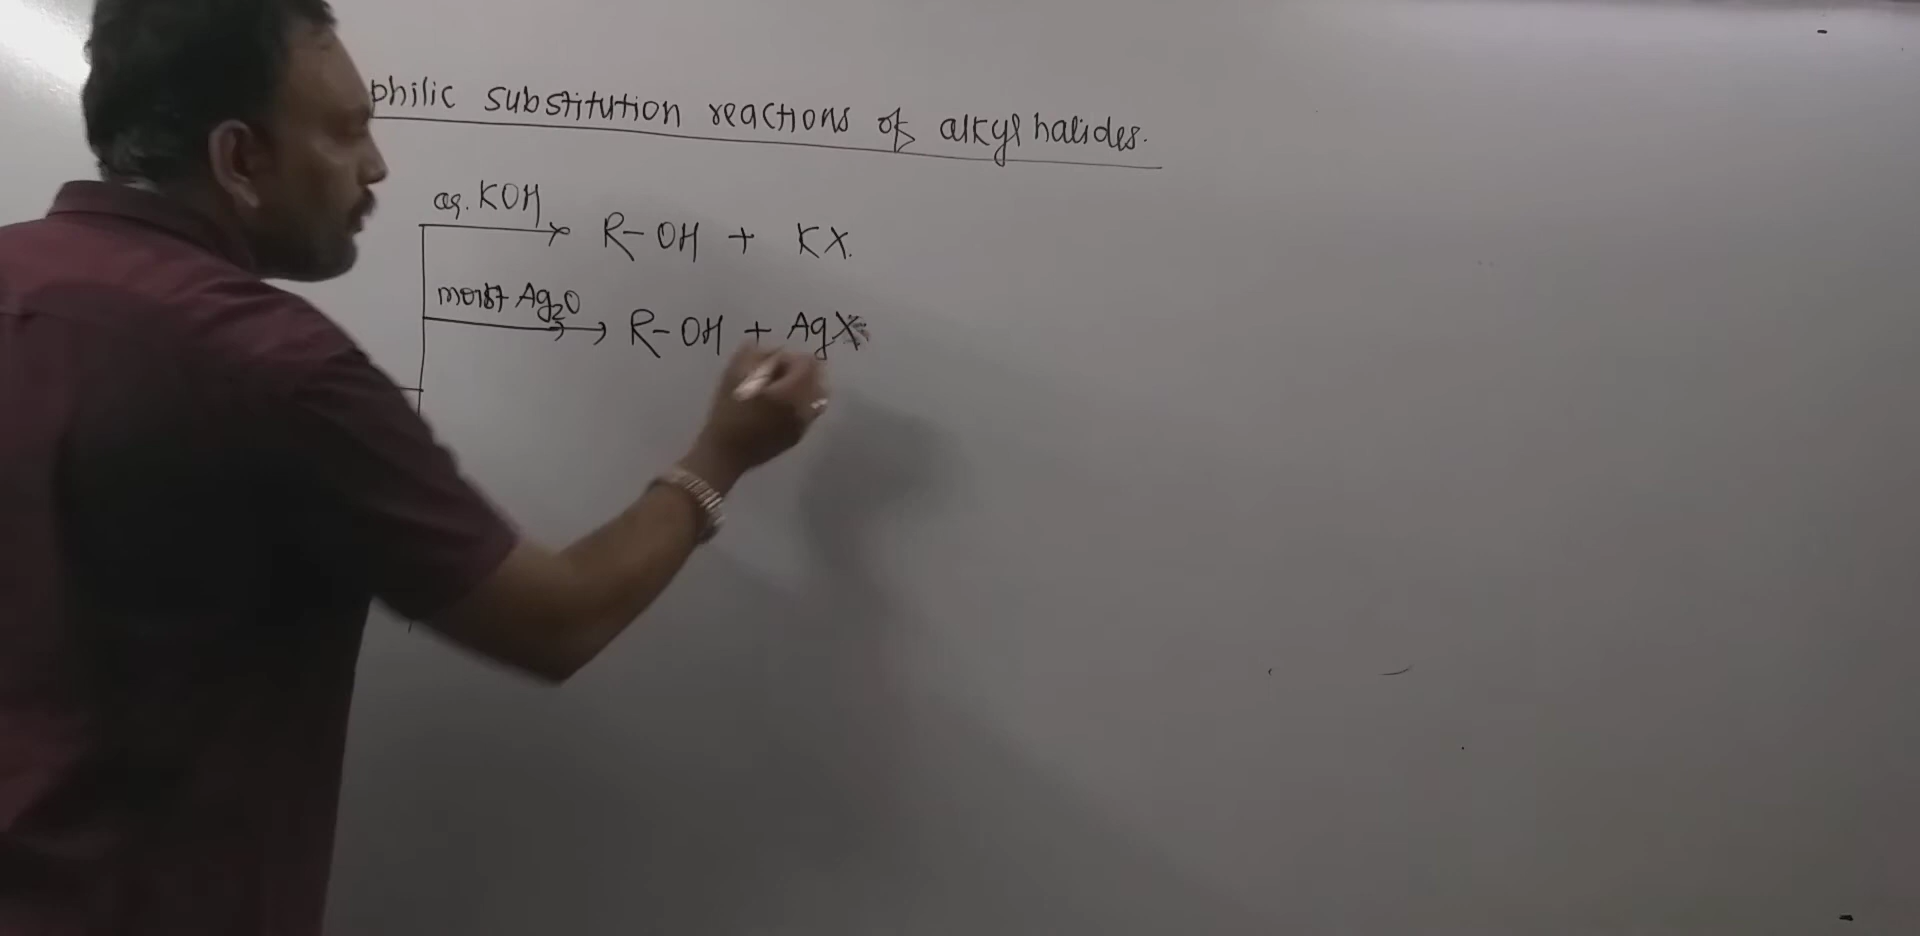 philic substitution reactions of alkyl halides.
aq. KOH
R-OH + KX.
moist Ag₂O
R-OH + AgX